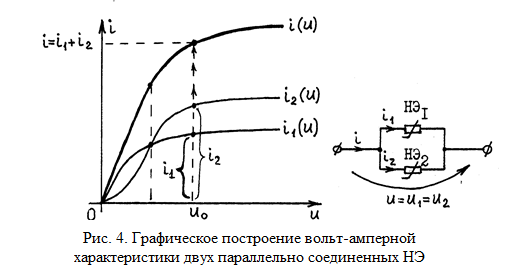 i
i=i₁+i₂
i(u)
i₂(u)
i₁(u)
i₁
i₂
0
u₀
u
НЭ1
i₁
i
i₂
НЭ2
u=u₁=u₂
Рис. 4. Графическое построение вольт-амперной
характеристики двух параллельно соединенных НЭ